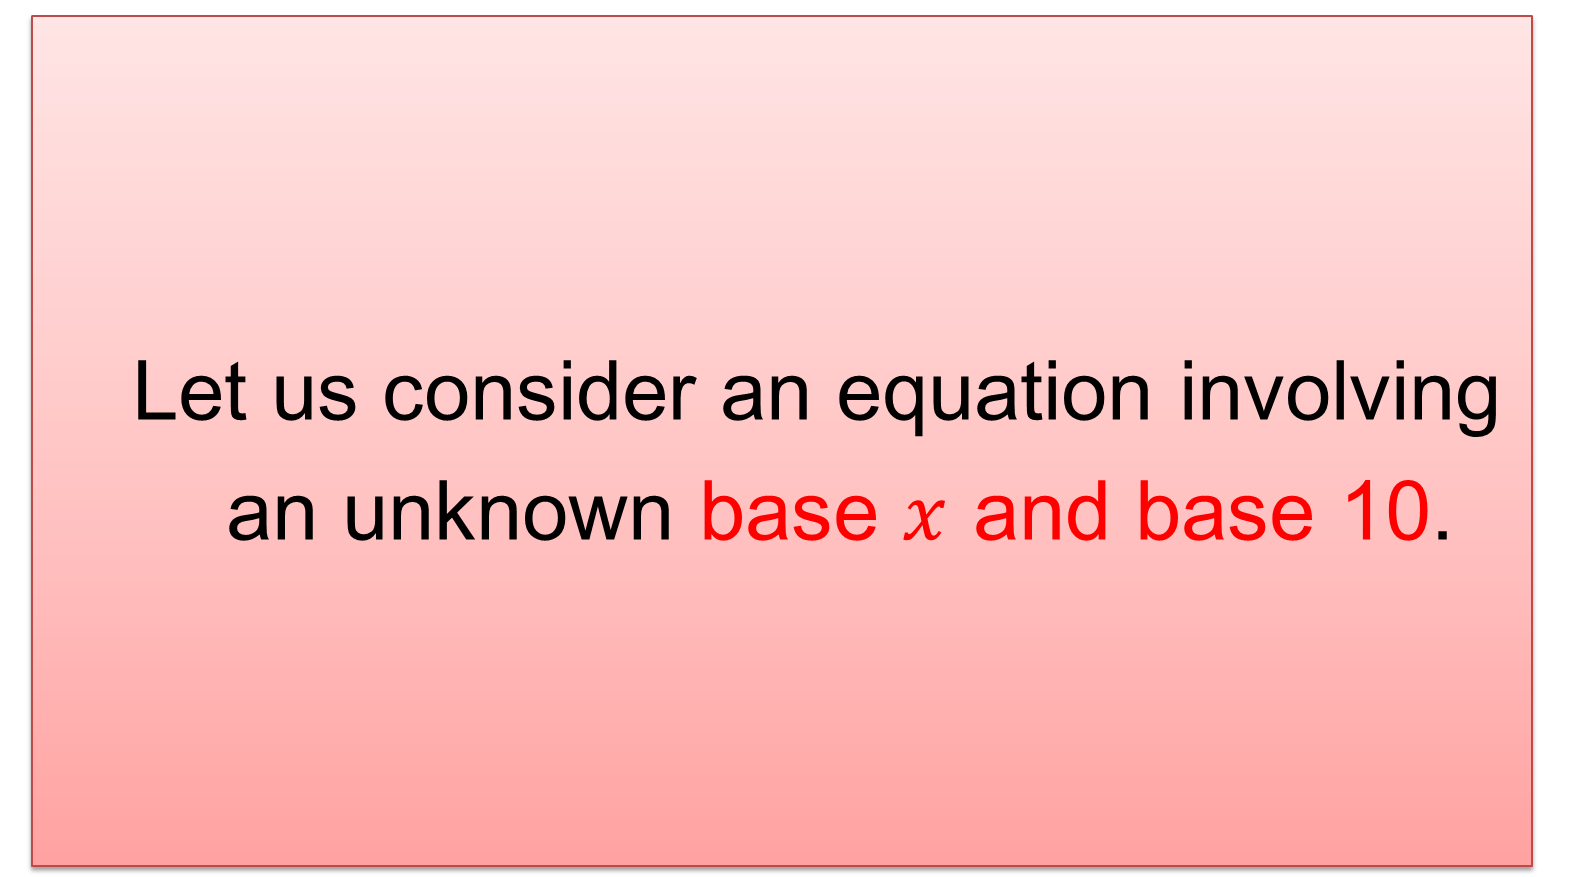 Let us consider an equation involving
an unknown base 𝑥 and base 10.